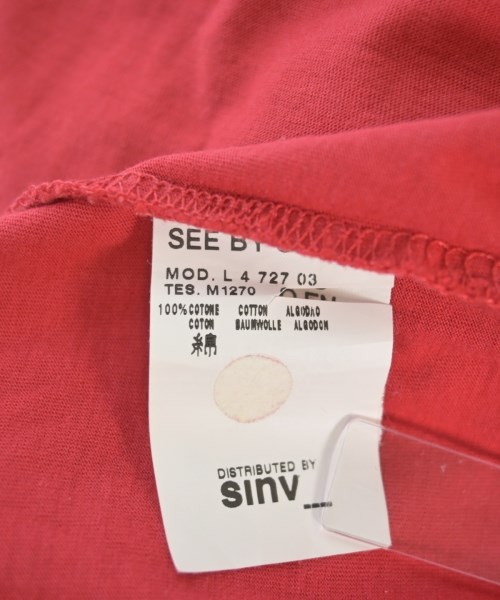 SEE BY
MOD. L 4 727 03
TES. M1270
100%COTONE COTTON ALGODAO
COTON BAUMWOLLE ALGODON
綿
DISTRIBUTED BY
sinv